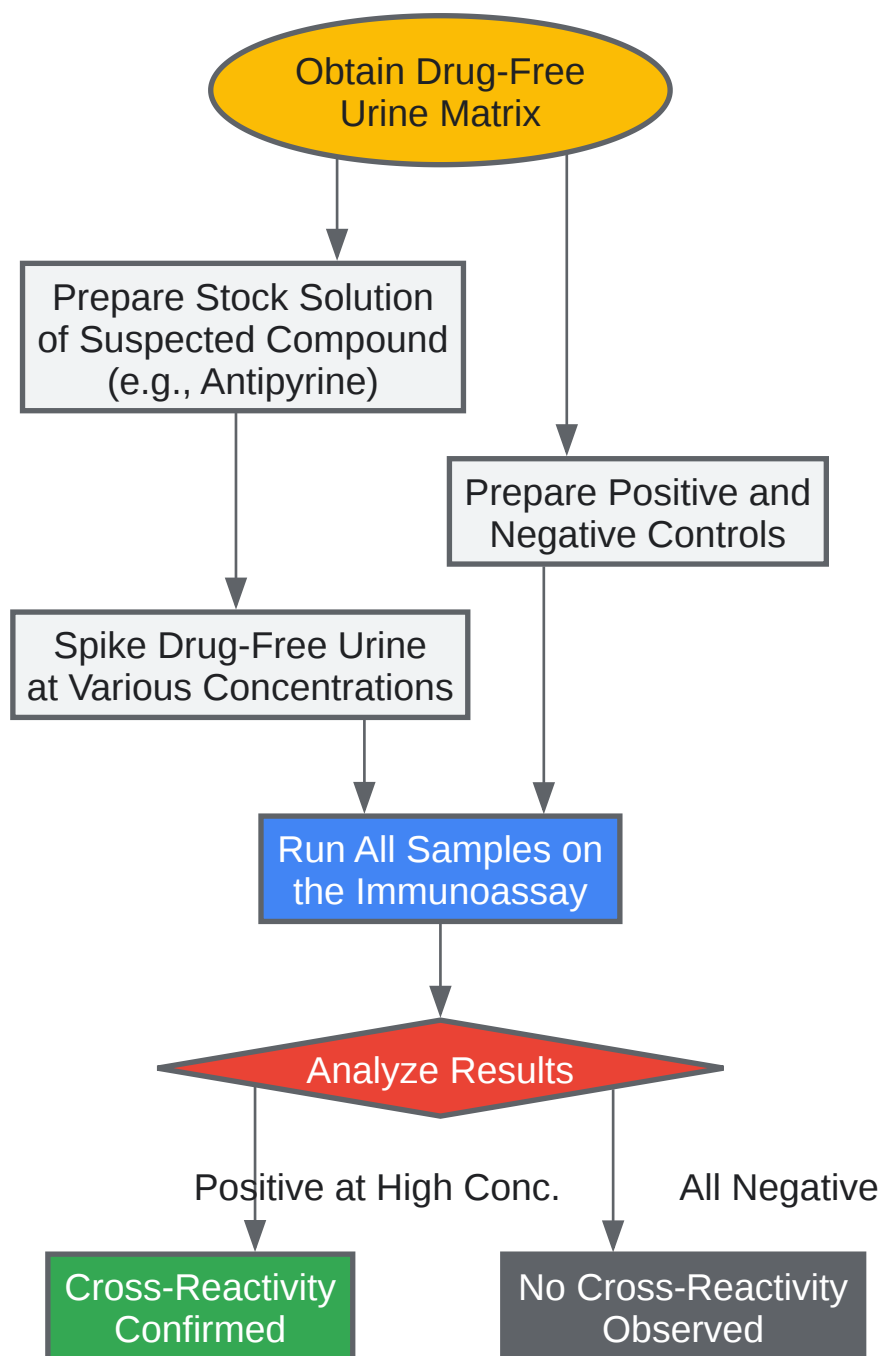 Obtain Drug-Free
Urine Matrix
Prepare Stock Solution
of Suspected Compound
(e.g., Antipyrine)
Prepare Positive and
Negative Controls
Spike Drug-Free Urine
at Various Concentrations
Run All Samples on
the Immunoassay
Analyze Results
Positive at High Conc.
All Negative
Cross-Reactivity
Confirmed
No Cross-Reactivity
Observed